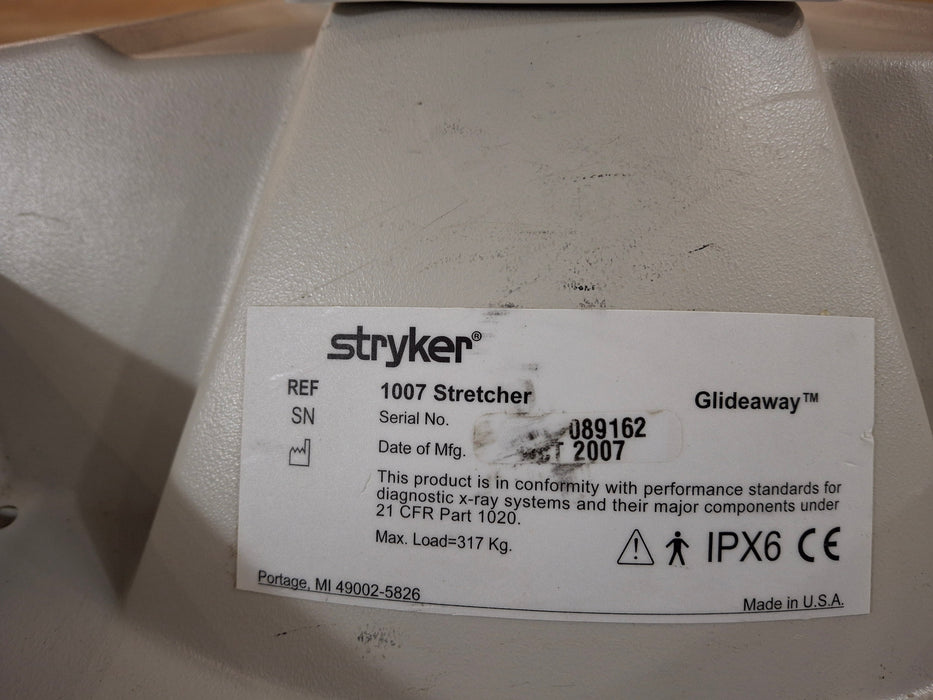 stryker®
REF 1007 Stretcher Glideaway™
SN Serial No. 089162
Date of Mfg. 2007
This product is in conformity with performance standards for
diagnostic x-ray systems and their major components under
21 CFR Part 1020.
Max. Load=317 Kg.
IPX6 CE
Portage, MI 49002-5826
Made in U.S.A.